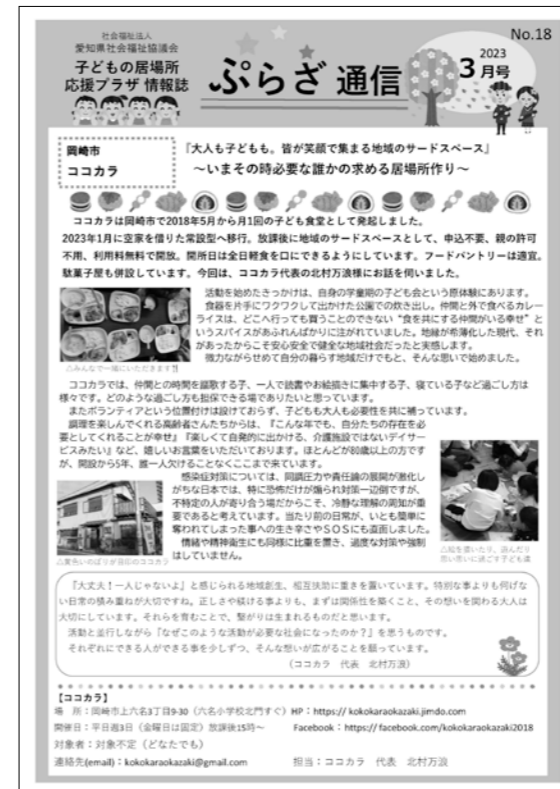 社会福祉法人
愛知県社会福祉協議会
子どもの居場所
応援プラザ 情報誌
ぷらざ 通信
No.18
2023
3月号
岡崎市
ココカラ
『大人も子どもも。皆が笑顔で集まる地域のサードスペース』
～いまその時必要な誰かの求める居場所作り～
ココカラは岡崎市で2018年5月から月1回の子ども食堂として発起しました。
2023年1月に空家を借りた常設型へ移行。放課後に地域のサードスペースとして、申込不要、親の許可
不用、利用料無料で開放。開所日は全日軽食を口にできるようにしています。フードパントリーは適宜。
駄菓子屋も併設しています。今回は、ココカラ代表の北村万浪様にお話を伺いました。
活動を始めたきっかけは、自身の学童期の子ども会という原体験にあります。
食器を片手にワクワクして出かけた公園での炊き出し。仲間と外で食べるカレー
ライスは、どこへ行っても買うことのできない“食を共にする仲間がいる幸せ”と
いうスパイスがあふれんばかりに注がれていました。地縁が希薄化した現代、それ
があったからこそ安心安全で健全な地域社会だったと実感します。
微力ながらせめて自分の暮らす地域だけでもと、そんな思いで始めました。
△みんなで一緒にいただきます!!
ココカラでは、仲間との時間を謳歌する子、一人で読書やお絵描きに集中する子、寝ている子など過ごし方は
様々です。どのような過ごし方も担保できる場でありたいと思っています。
またボランティアという位置付けは設けておらず、子どもも大人も必要性を共に補っています。
調理を楽しんでくれる高齢者さんたちからは、『こんな年でも、自分たちの存在を必
要としてくれることが幸せ』『楽しくて自発的に出かける、介護施設ではないデイサー
ビスみたい』など、嬉しいお言葉をいただいております。ほとんどが80歳以上の方です
が、開設から5年、誰一人欠けることなくここまで来ています。
感染症対策については、同調圧力や責任論の展開が激化し
がちな日本では、特に恐怖だけが煽られ対策一辺倒ですが、
不特定の人が寄り合う場だからこそ、冷静な理解の周知が重
要であると考えています。当たり前の日常が、いとも簡単に
奪われてしまった事への生き辛さやＳＯＳにも直面しました。
情緒や精神衛生にも同様に比重を置き、過度な対策や強制
はしていません。
△黄色いのぼりが目印のココカラ
△絵を書いたり、遊んだり
思い思いに過ごす子ども達
『大丈夫！一人じゃないよ』と感じられる地域創生、相互扶助に重きを置いています。特別な事よりも何げな
い日常の積み重ねが大切ですね。正しさや続ける事よりも、まずは関係性を築くこと、その想いを関わる大人は
大切にしています。それらを育むことで、繋がりは生まれるものだと思います。
活動と並行しながら『なぜこのような活動が必要な社会になったのか？』を思うものです。
それぞれにできる人ができる事を少しずつ、そんな想いが広がることを願っています。
（ココカラ 代表 北村万浪）
【ココカラ】
場 所：岡崎市上六名3丁目9-30（六名小学校北門すぐ）HP：https:// kokokaraokazaki.jimdo.com
開催日：平日週3日（金曜日は固定）放課後15時～ Facebook：https:// facebook.com/kokokaraokazaki2018
対象者：対象不定（どなたでも）
連絡先(email)：kokokaraokazaki@gmail.com 担当：ココカラ 代表 北村万浪